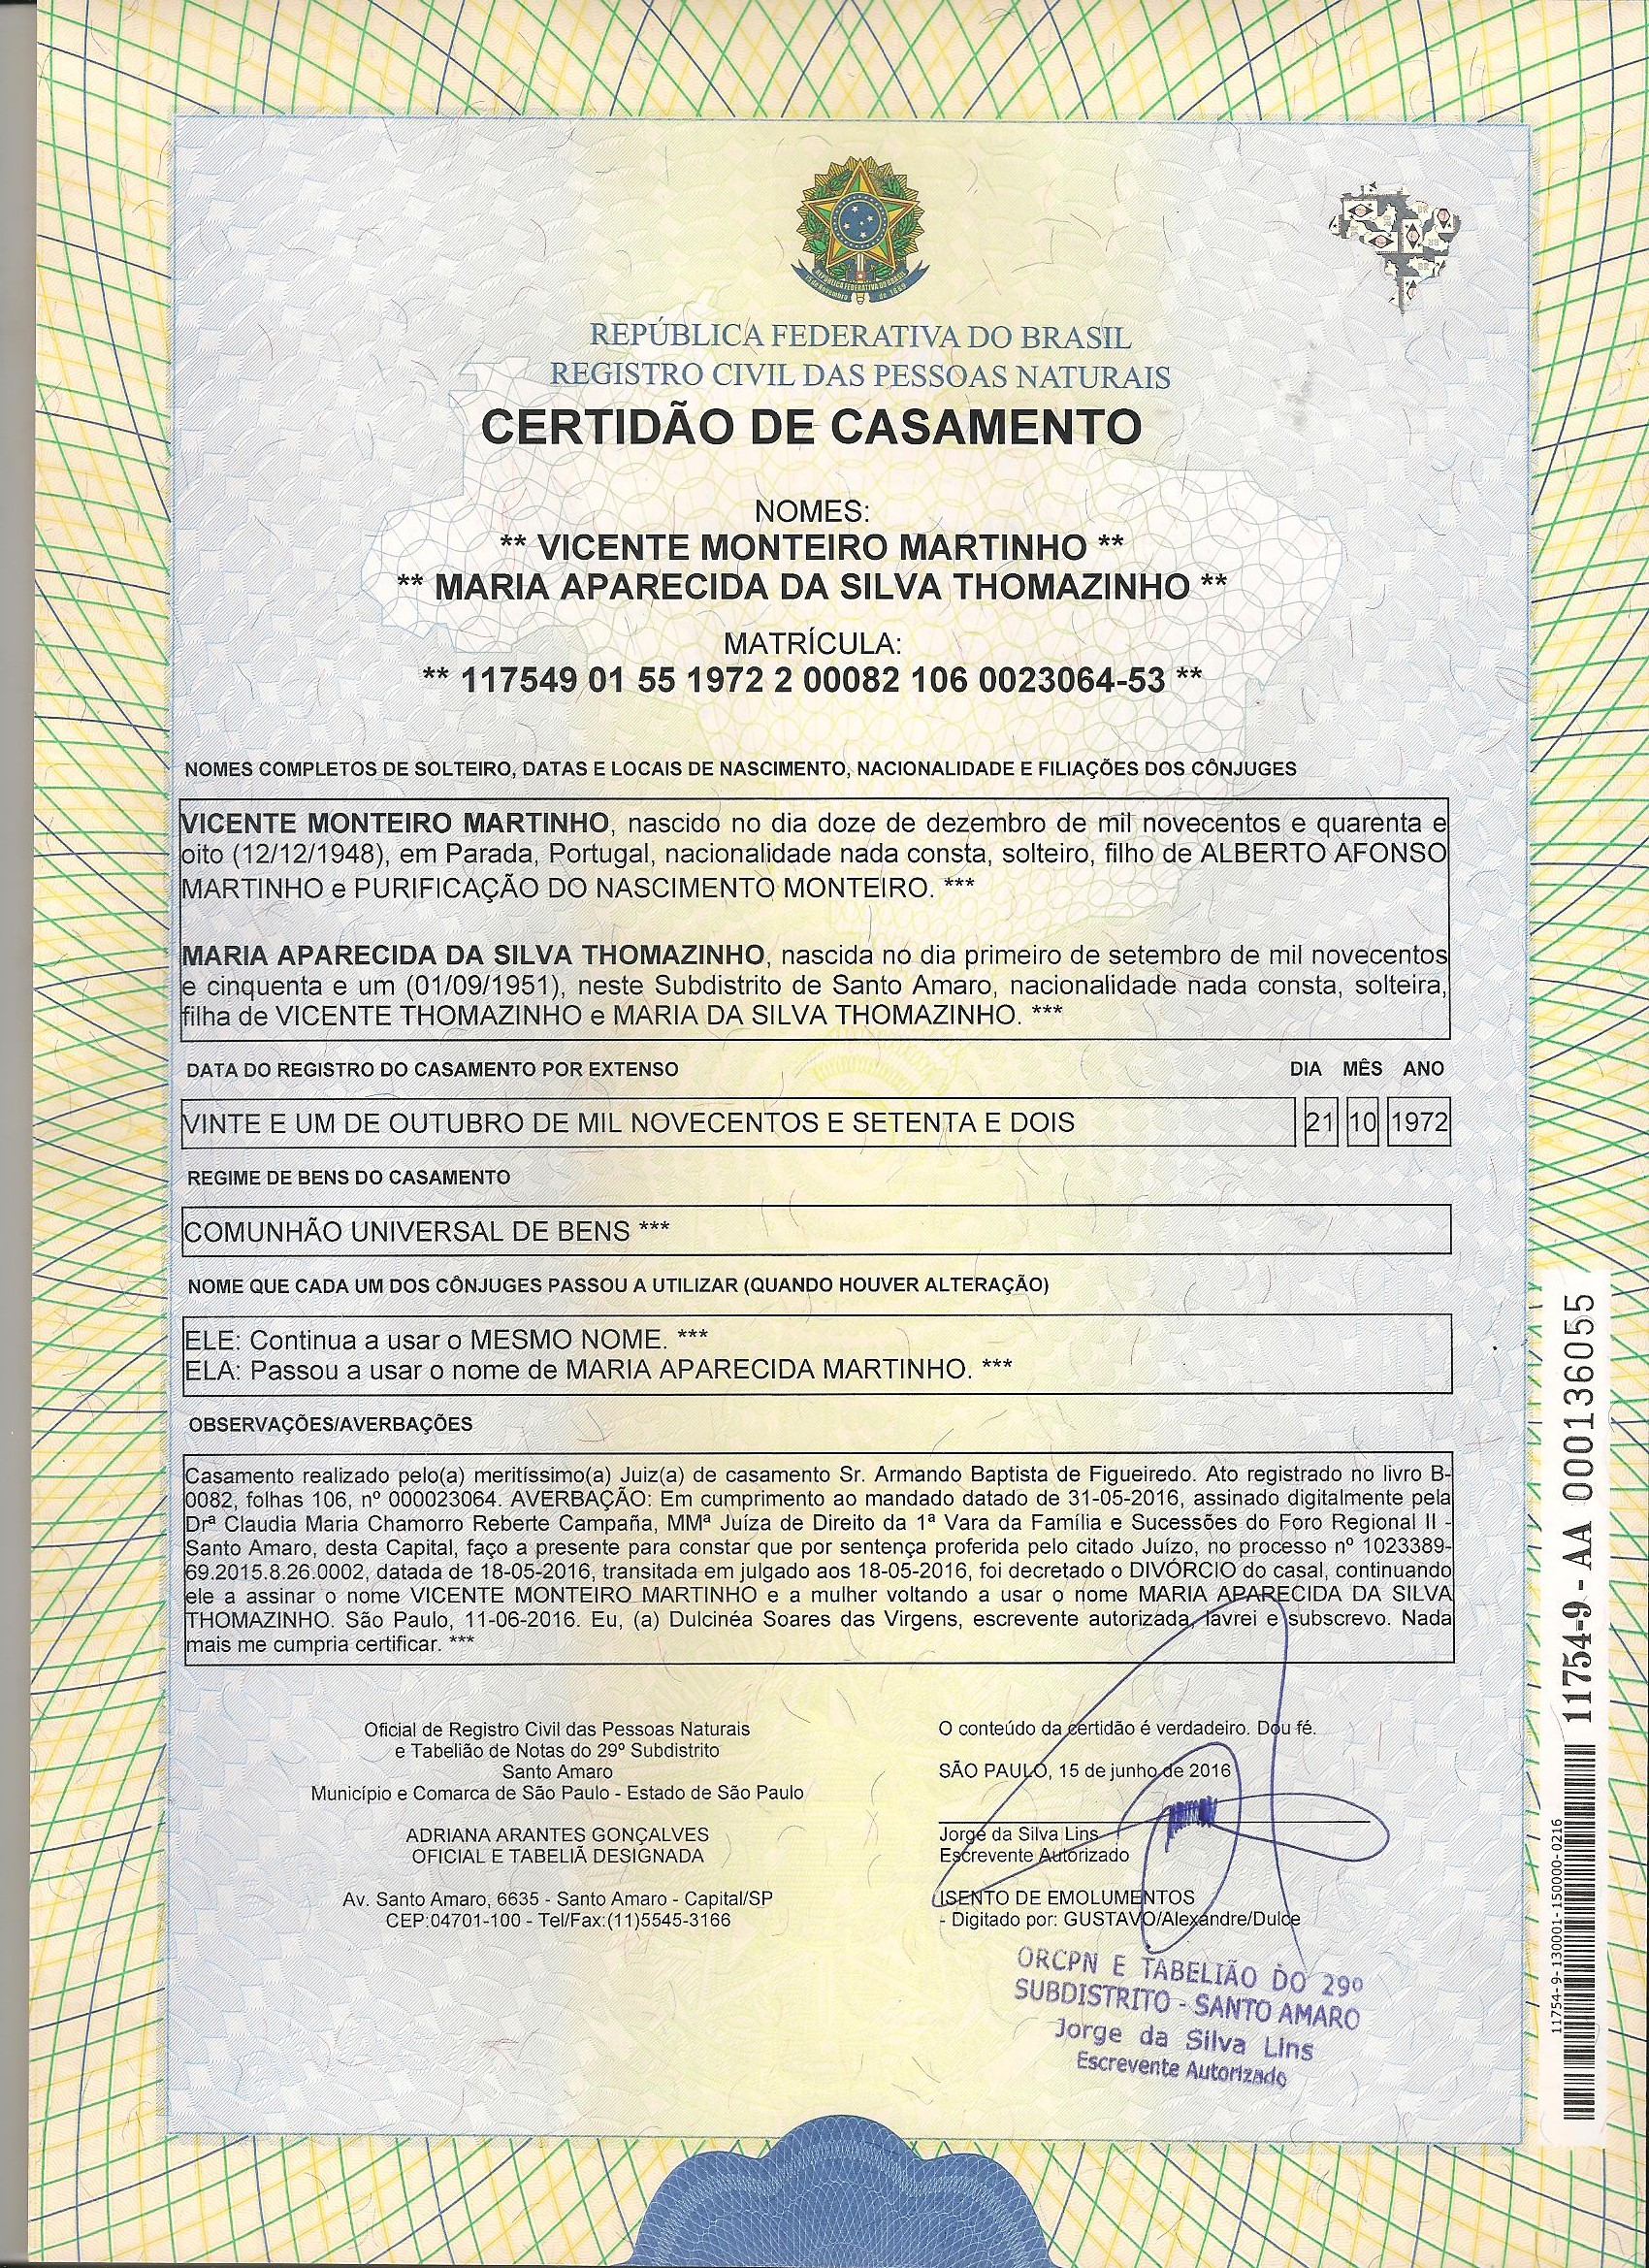 REPÚBLICA FEDERATIVA DO BRASIL
REGISTRO CIVIL DAS PESSOAS NATURAIS
CERTIDÃO DE CASAMENTO
NOMES:
** VICENTE MONTEIRO MARTINHO **
** MARIA APARECIDA DA SILVA THOMAZINHO **
MATRÍCULA:
** 117549 01 55 1972 2 00082 106 0023064-53 **
NOMES COMPLETOS DE SOLTEIRO, DATAS E LOCAIS DE NASCIMENTO, NACIONALIDADE E FILIAÇÕES DOS CÔNJUGES
VICENTE MONTEIRO MARTINHO, nascido no dia doze de dezembro de mil novecentos e quarenta e
oito (12/12/1948), em Parada, Portugal, nacionalidade nada consta, solteiro, filho de ALBERTO AFONSO
MARTINHO e PURIFICAÇÃO DO NASCIMENTO MONTEIRO. ***
MARIA APARECIDA DA SILVA THOMAZINHO, nascida no dia primeiro de setembro de mil novecentos
e cinquenta e um (01/09/1951), neste Subdistrito de Santo Amaro, nacionalidade nada consta, solteira,
filha de VICENTE THOMAZINHO e MARIA DA SILVA THOMAZINHO. ***
DATA DO REGISTRO DO CASAMENTO POR EXTENSO DIA MÊS ANO
VINTE E UM DE OUTUBRO DE MIL NOVECENTOS E SETENTA E DOIS 21 10 1972
REGIME DE BENS DO CASAMENTO
COMUNHÃO UNIVERSAL DE BENS ***
NOME QUE CADA UM DOS CÔNJUGES PASSOU A UTILIZAR (QUANDO HOUVER ALTERAÇÃO)
ELE: Continua a usar o MESMO NOME. ***
ELA: Passou a usar o nome de MARIA APARECIDA MARTINHO. ***
OBSERVAÇÕES/AVERBAÇÕES
Casamento realizado pelo(a) meritíssimo(a) Juiz(a) de casamento Sr. Armando Baptista de Figueiredo. Ato registrado no livro B-
0082, folhas 106, nº 000023064. AVERBAÇÃO: Em cumprimento ao mandado datado de 31-05-2016, assinado digitalmente pela
Drª Claudia Maria Chamorro Reberte Campaña, MMª Juíza de Direito da 1ª Vara da Família e Sucessões do Foro Regional II -
Santo Amaro, desta Capital, faço a presente para constar que por sentença proferida pelo citado Juízo, no processo nº 1023389-
69.2015.8.26.0002, datada de 18-05-2016, transitada em julgado aos 18-05-2016, foi decretado o DIVÓRCIO do casal, continuando
ele a assinar o nome VICENTE MONTEIRO MARTINHO e a mulher voltando a usar o nome MARIA APARECIDA DA SILVA
THOMAZINHO. São Paulo, 11-06-2016. Eu, (a) Dulcinéa Soares das Virgens, escrevente autorizada, lavrei e subscrevo. Nada
mais me cumpria certificar. ***
Oficial de Registro Civil das Pessoas Naturais
e Tabelião de Notas do 29º Subdistrito
Santo Amaro
Município e Comarca de São Paulo - Estado de São Paulo
ADRIANA ARANTES GONÇALVES
OFICIAL E TABELIÃ DESIGNADA
Av. Santo Amaro, 6635 - Santo Amaro - Capital/SP
CEP:04701-100 - Tel/Fax:(11)5545-3166
O conteúdo da certidão é verdadeiro. Dou fé.
SÃO PAULO, 15 de junho de 2016
Jorge da Silva Lins
Escrevente Autorizado
ISENTO DE EMOLUMENTOS
- Digitado por: GUSTAVO/Alexandre/Dulce
ORCPN E TABELIÃO DO 29º
SUBDISTRITO - SANTO AMARO
Jorge da Silva Lins
Escrevente Autorizado
11754-9 - AA 000136055
11754-9-130001-150000-0216